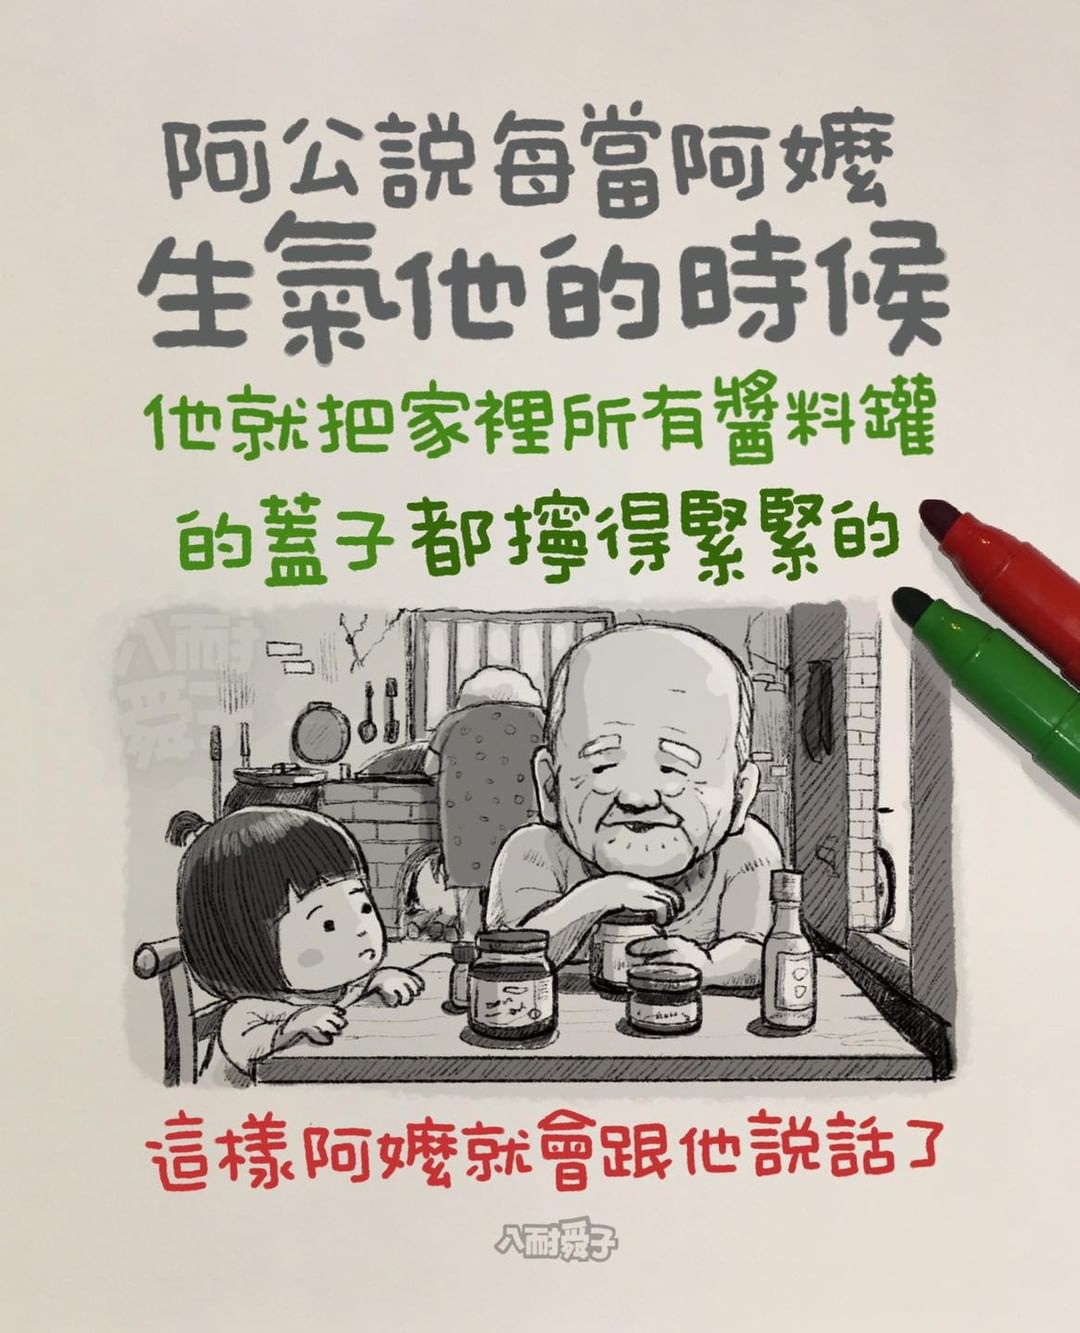 阿公說每當阿嬤
生氣他的時候
他就把家裡所有醬料罐
的蓋子都擰得緊緊的
八耐
舜子
這樣阿嬤就會跟他說話了
八耐舜子